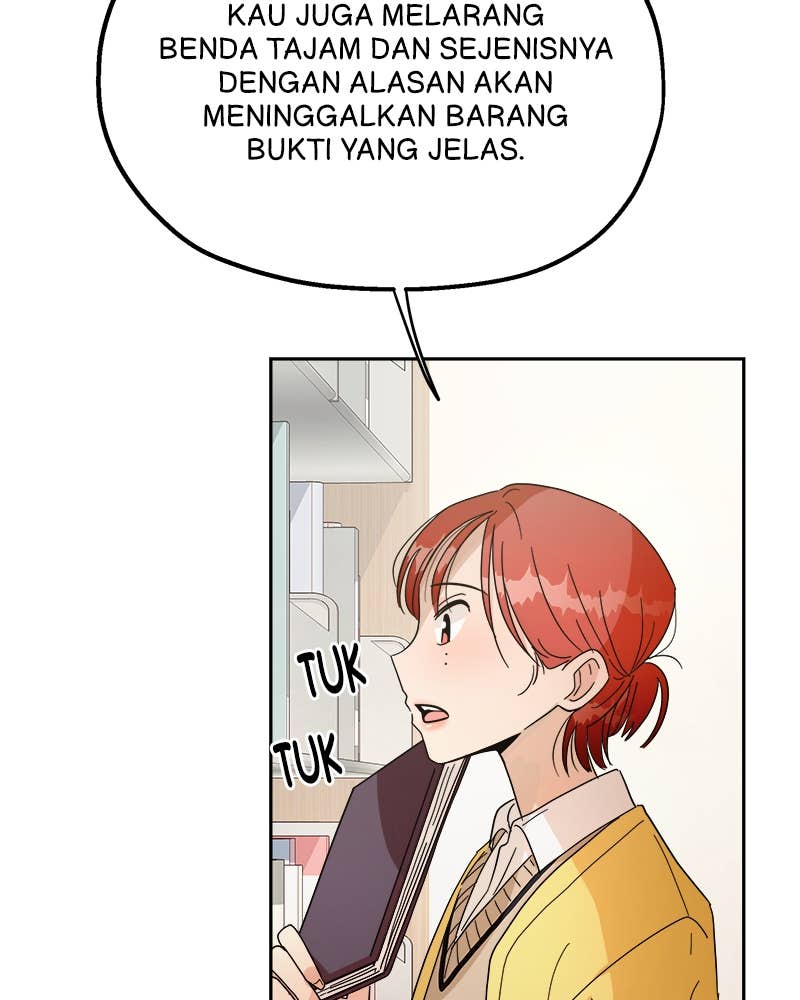 KAU JUGA MELARANG
BENDA TAJAM DAN SEJENISNYA
DENGAN ALASAN AKAN
MENINGGALKAN BARANG
BUKTI YANG JELAS.
TUK
TUK